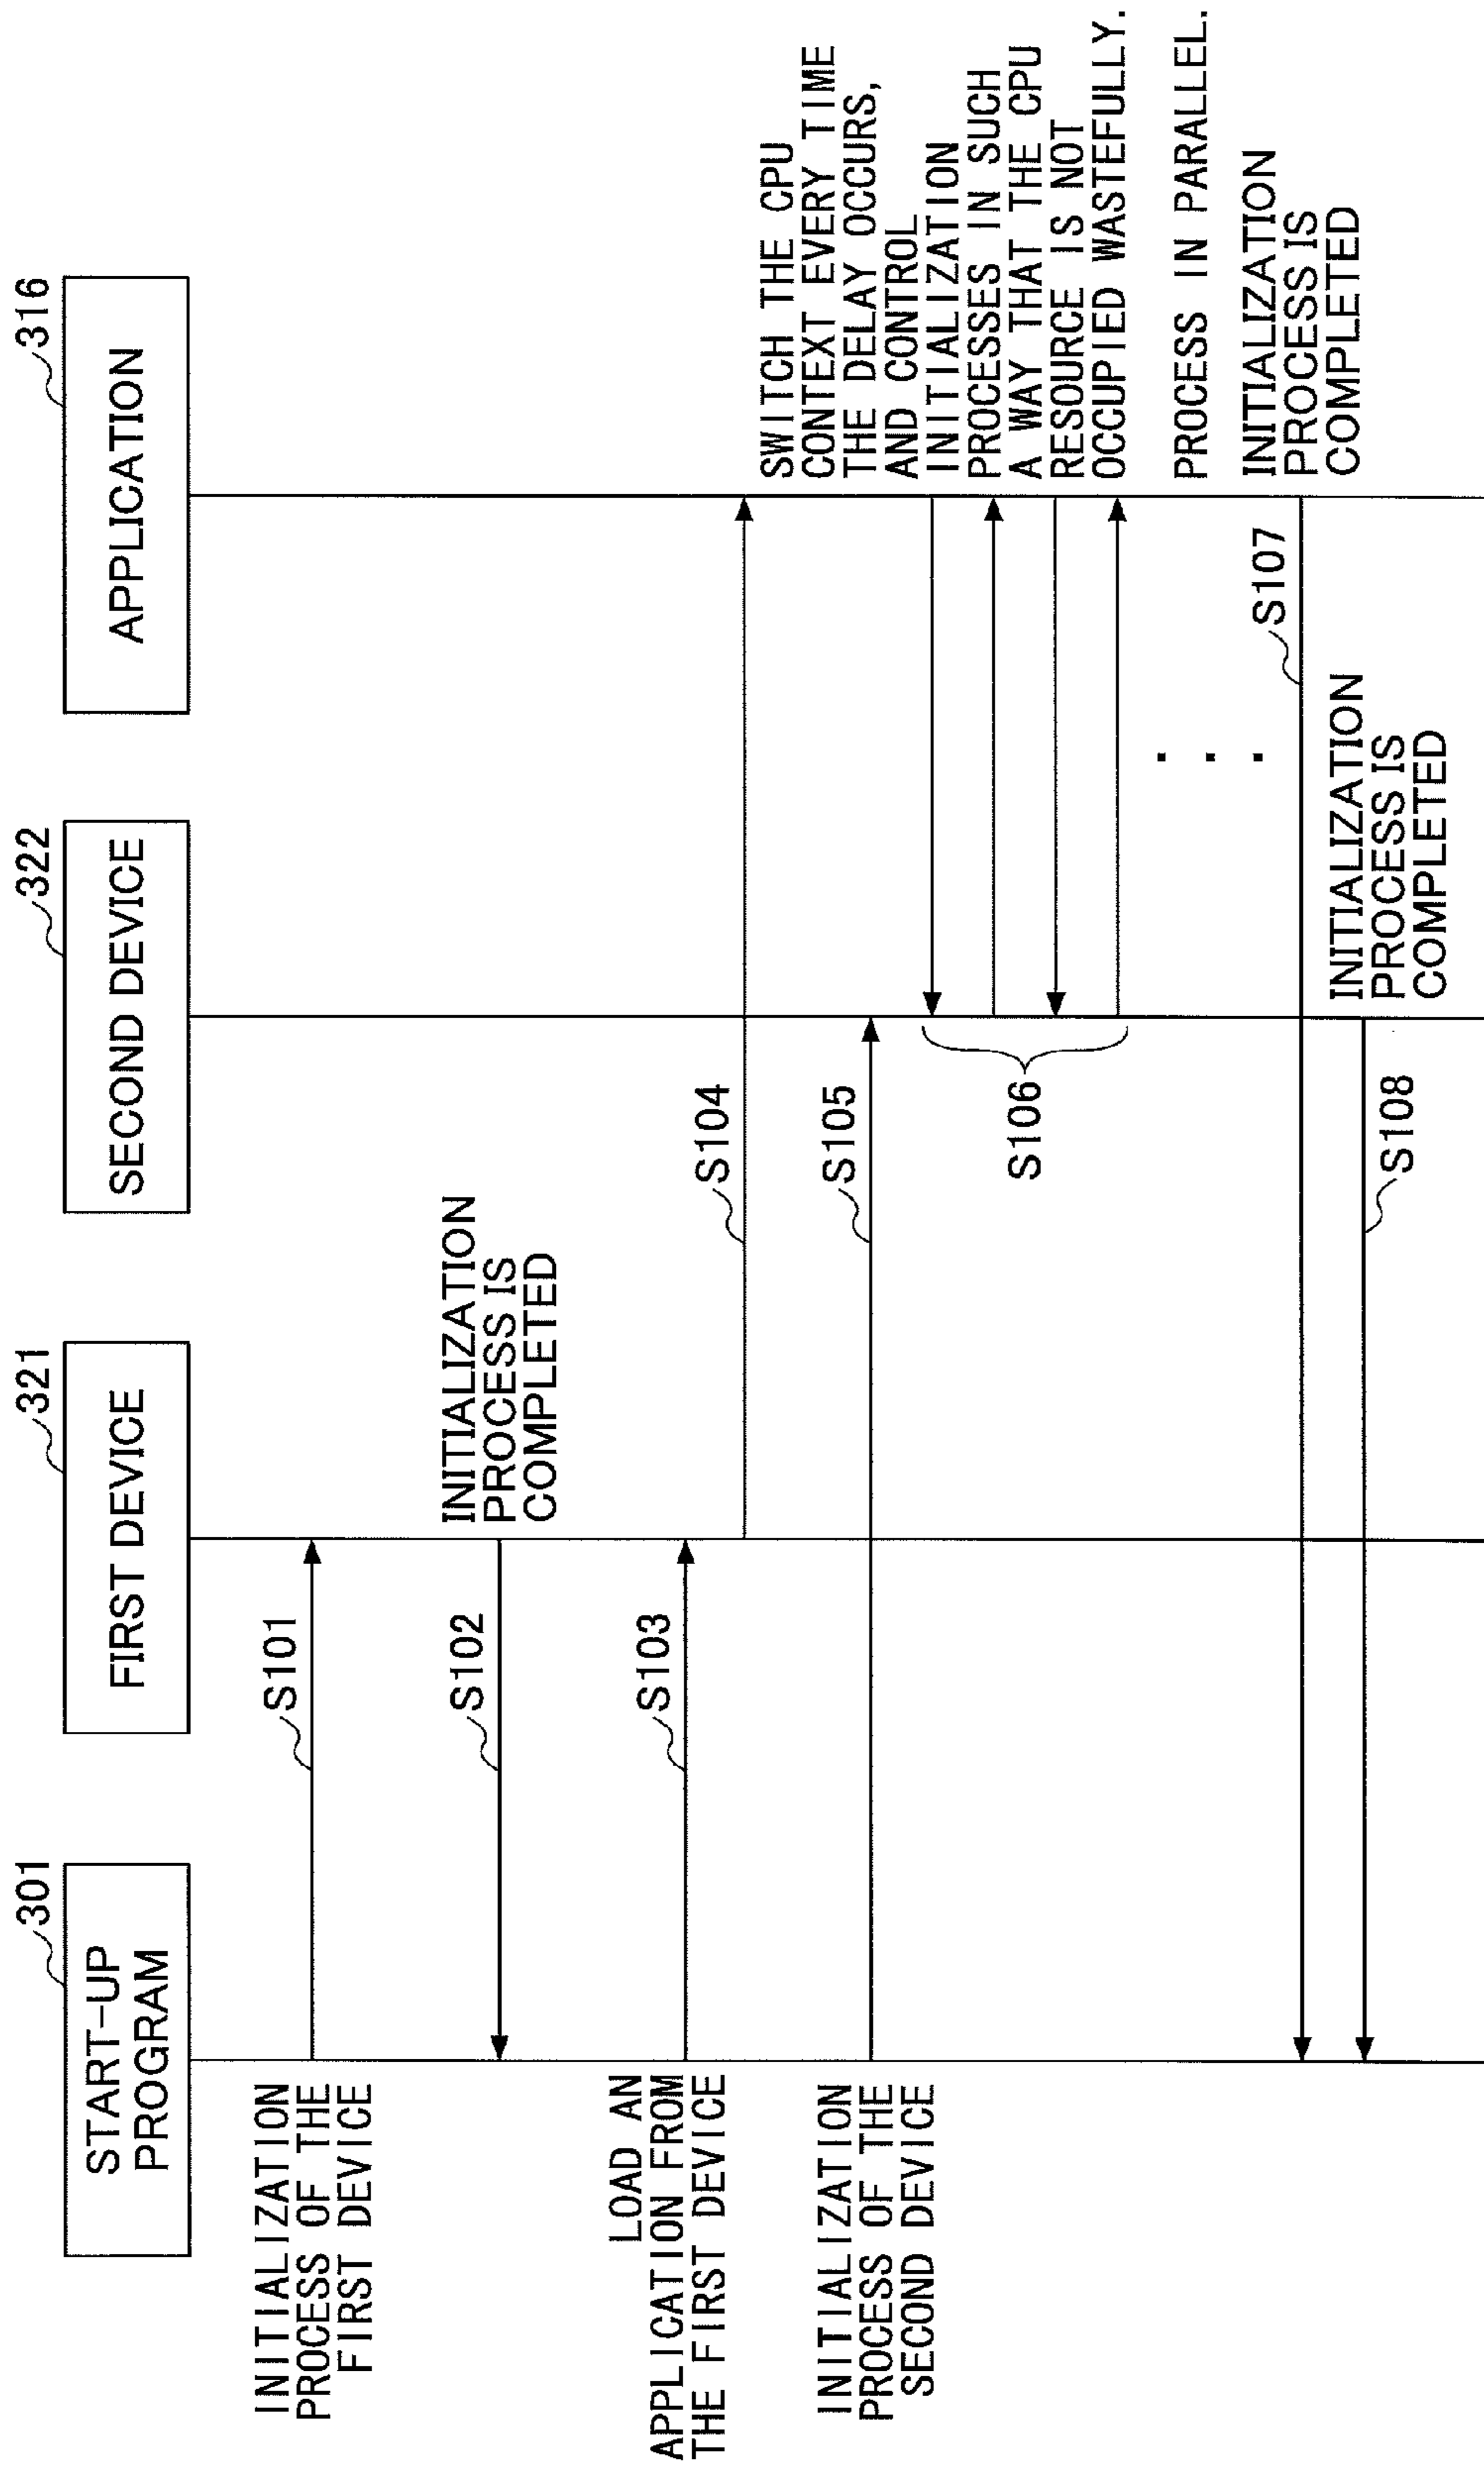 301
START-UP
PROGRAM
321
FIRST DEVICE
322
SECOND DEVICE
316
APPLICATION
INITIALIZATION
PROCESS OF THE
FIRST DEVICE
S101
S102
INITIALIZATION
PROCESS IS
COMPLETED
LOAD AN
APPLICATION FROM
THE FIRST DEVICE
S103
S104
INITIALIZATION
PROCESS OF THE
SECOND DEVICE
S105
S106
SWITCH THE CPU
CONTEXT EVERY TIME
THE DELAY OCCURS,
AND CONTROL
INITIALIZATION
PROCESSES IN SUCH
A WAY THAT THE CPU
RESOURCE IS NOT
OCCUPIED WASTEFULLY.
PROCESS IN PARALLEL.
INITIALIZATION
PROCESS IS
COMPLETED
S107
INITIALIZATION
PROCESS IS
COMPLETED
S108